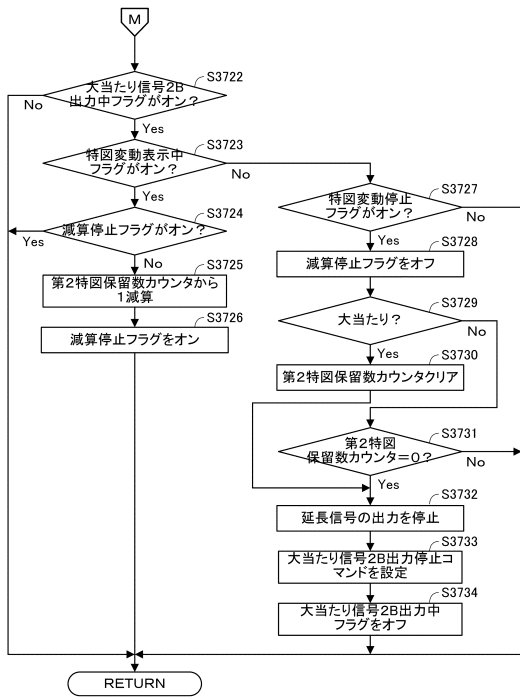 M
大当たり信号2B
出力中フラグがオン？
S3722
No
Yes
特図変動表示中
フラグがオン？
S3723
No
Yes
減算停止フラグがオン？
S3724
Yes
No
第2特図保留数カウンタから
1減算
S3725
減算停止フラグをオン
S3726
特図変動停止
フラグがオン？
S3727
No
Yes
減算停止フラグをオフ
S3728
大当たり？
S3729
No
Yes
第2特図保留数カウンタクリア
S3730
第2特図
保留数カウンタ＝0？
S3731
No
Yes
延長信号の出力を停止
S3732
大当たり信号2B出力停止コ
マンドを設定
S3733
大当たり信号2B出力中
フラグをオフ
S3734
RETURN